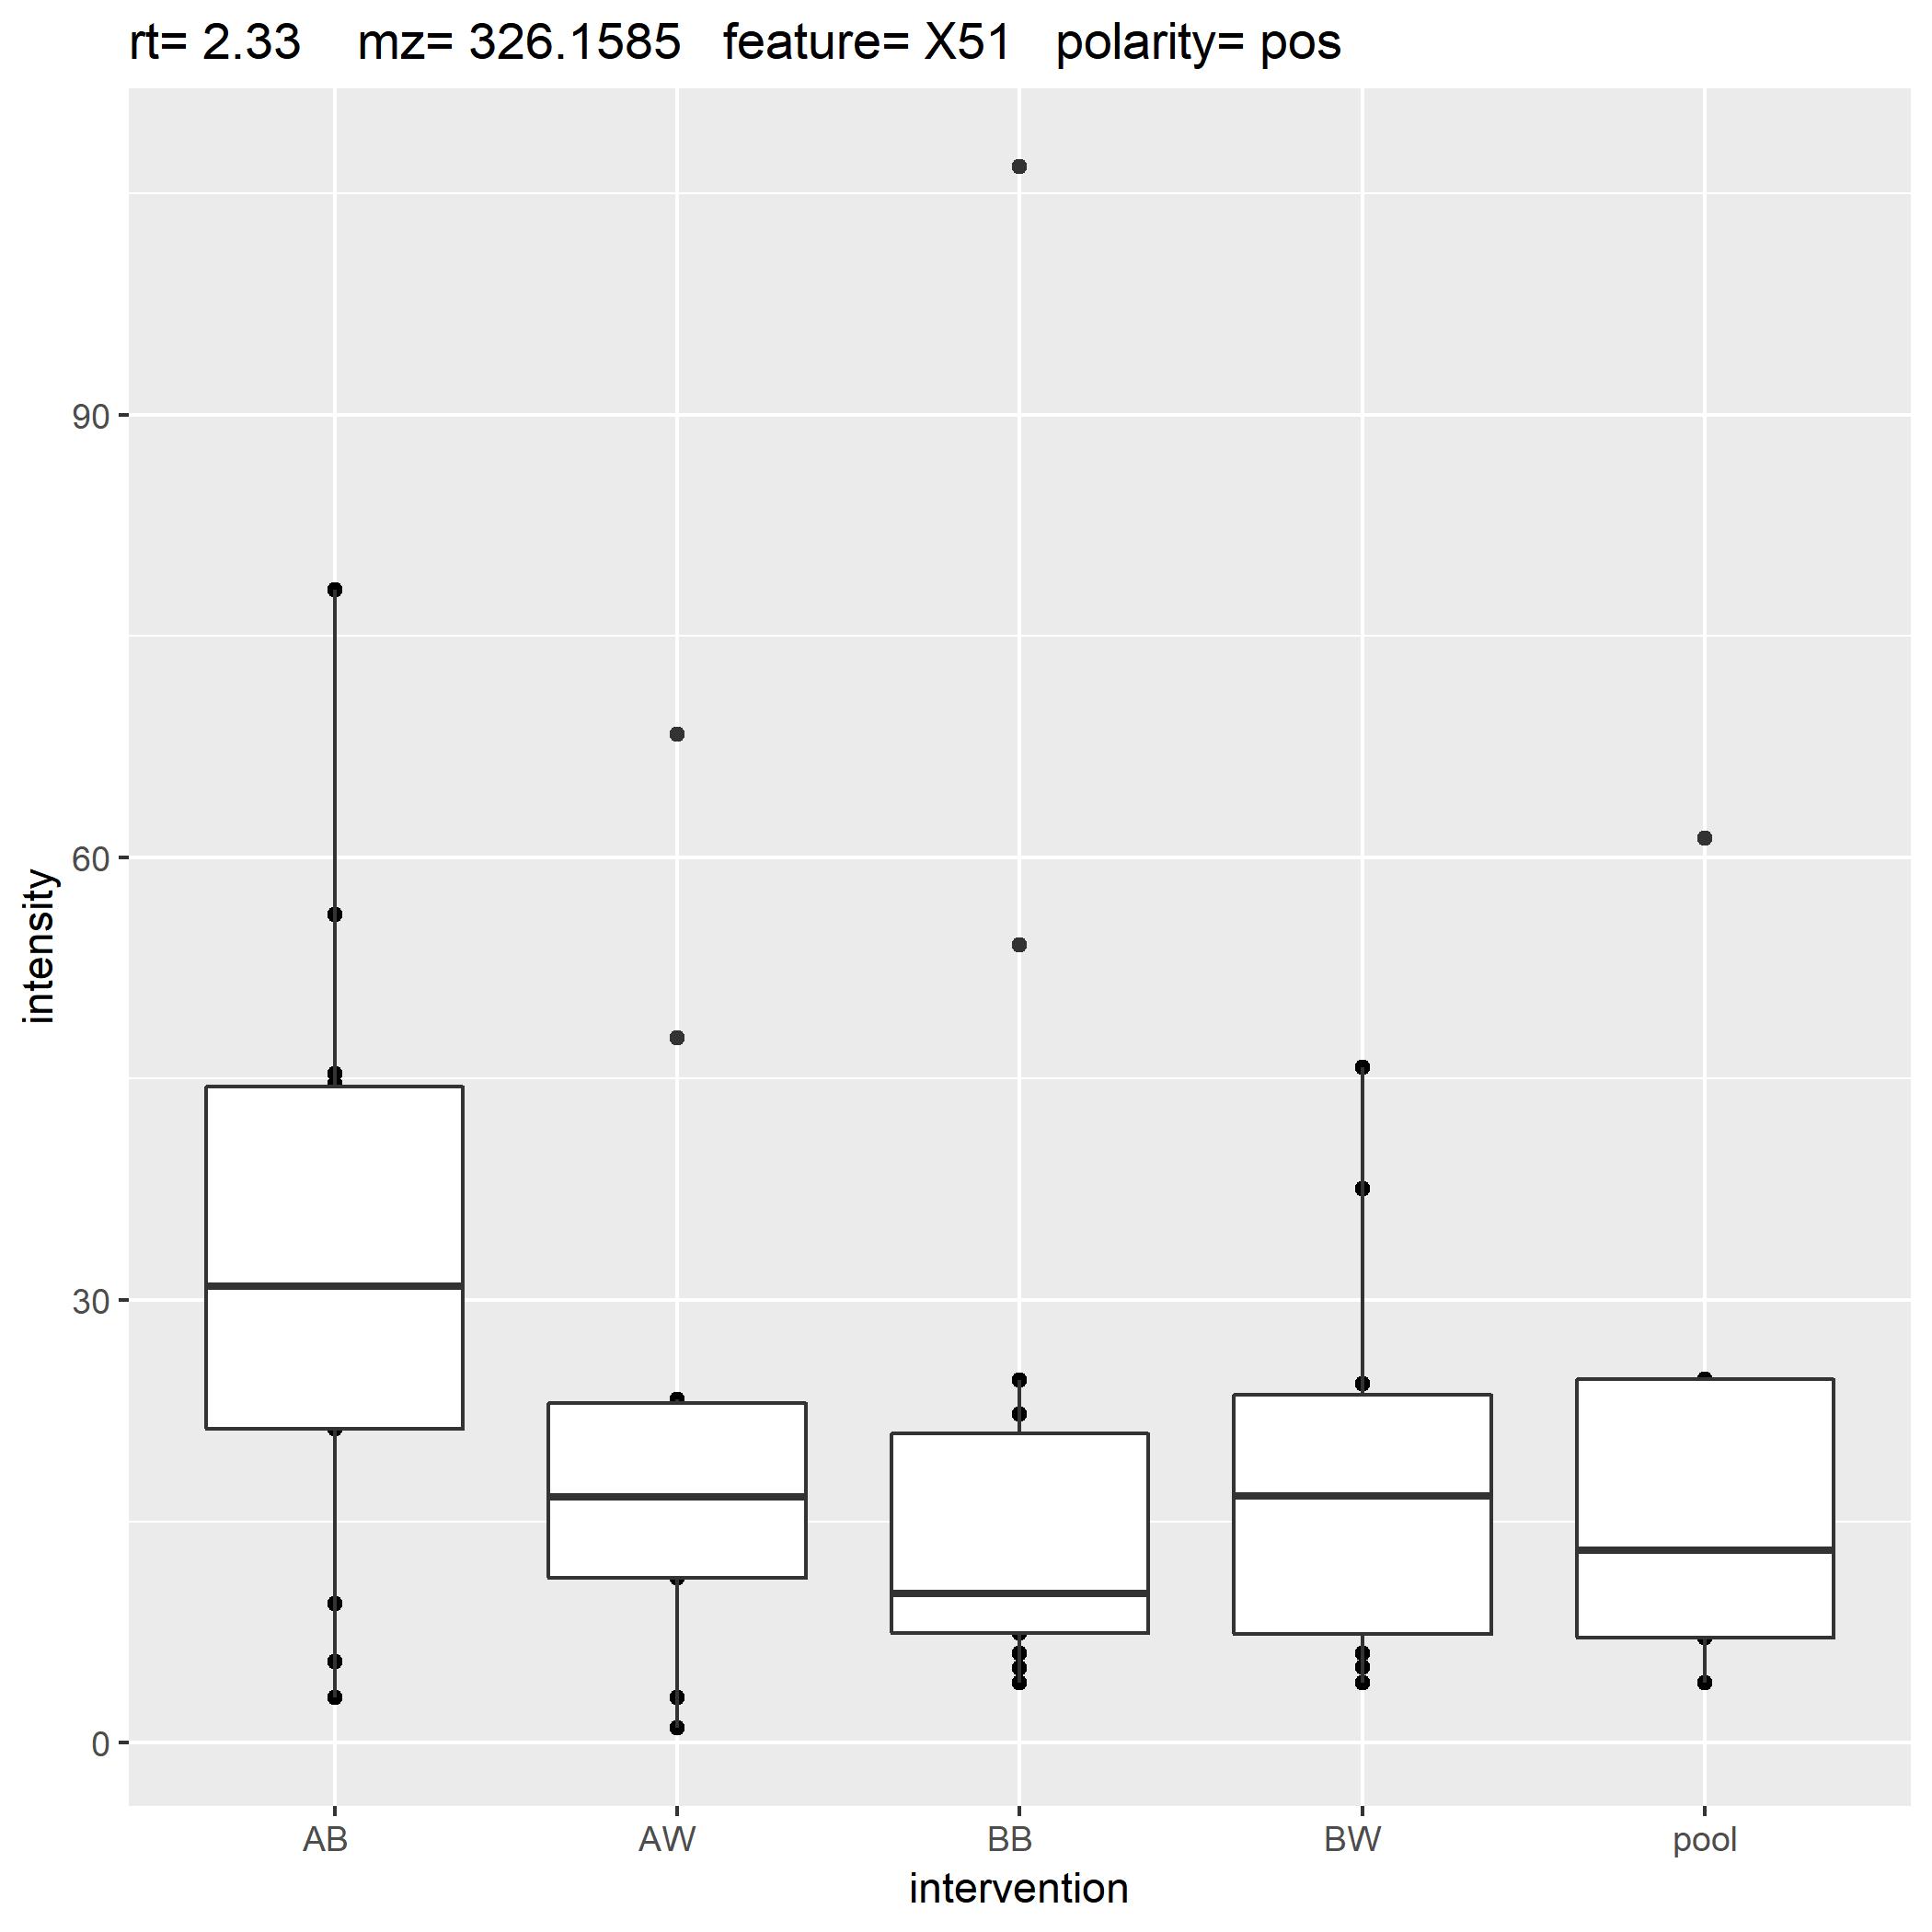 rt= 2.33    mz= 326.1585   feature= X51   polarity= pos
90
60
30
0
intensity
AB AW BB BW pool
intervention